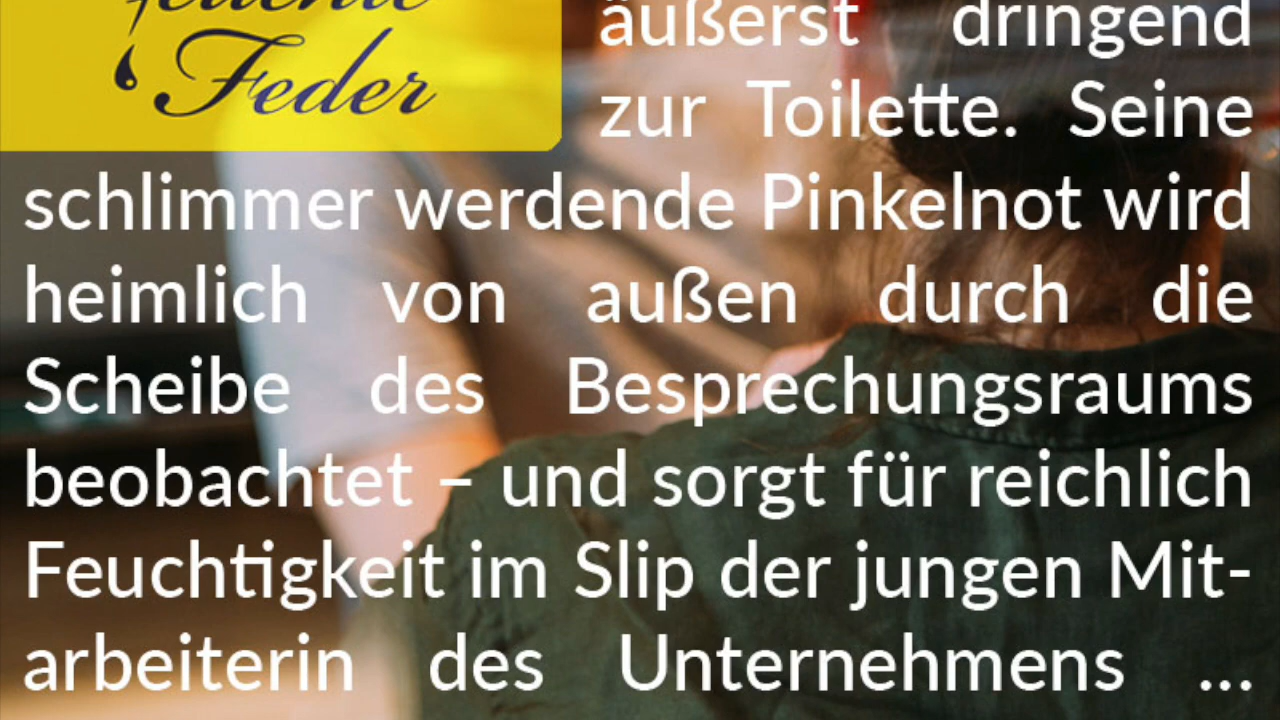 Feder
äußerst dringend
zur Toilette. Seine
schlimmer werdende Pinkelnot wird
heimlich von außen durch die
Scheibe des Besprechungsraums
beobachtet – und sorgt für reichlich
Feuchtigkeit im Slip der jungen Mit-
arbeiterin des Unternehmens ...